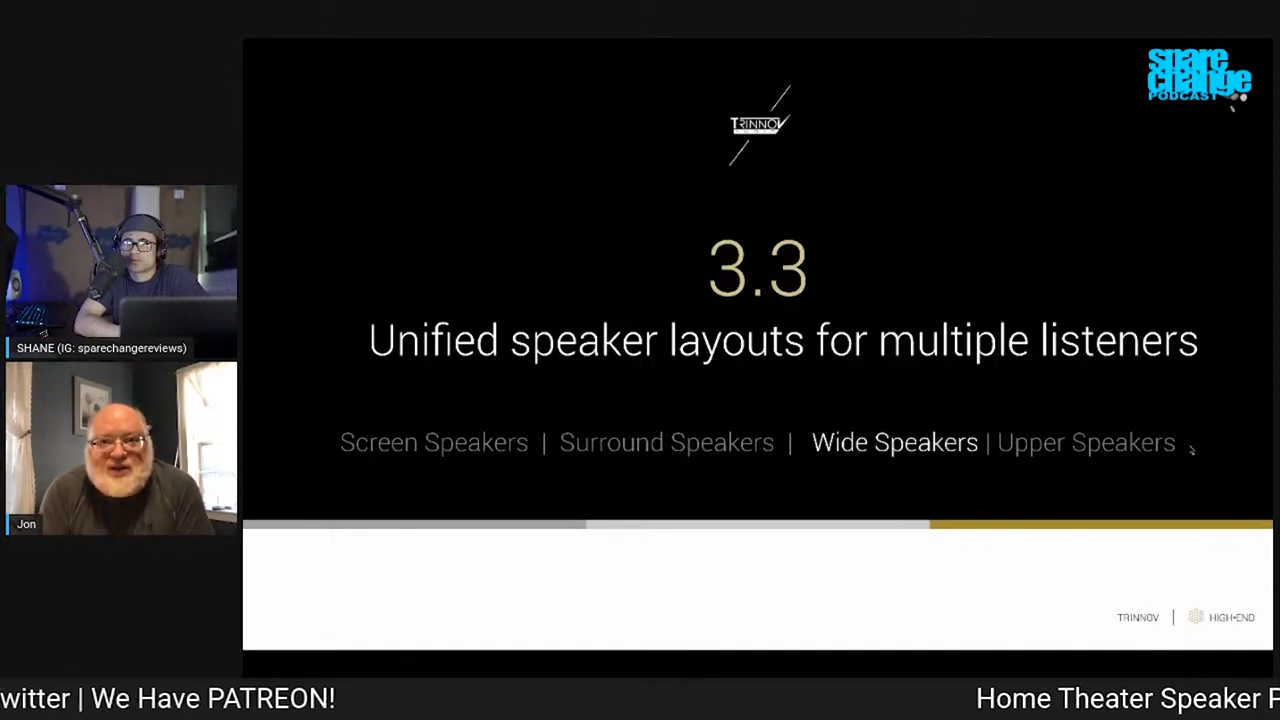 spare
change
PODCAST
TRINNOV
3.3
Unified speaker layouts for multiple listeners
Screen Speakers | Surround Speakers | Wide Speakers | Upper Speakers
SHANE (IG: sparechangereviews)
Jon
TRINNOV | HIGH-END
witter | We Have PATREON!
Home Theater Speaker